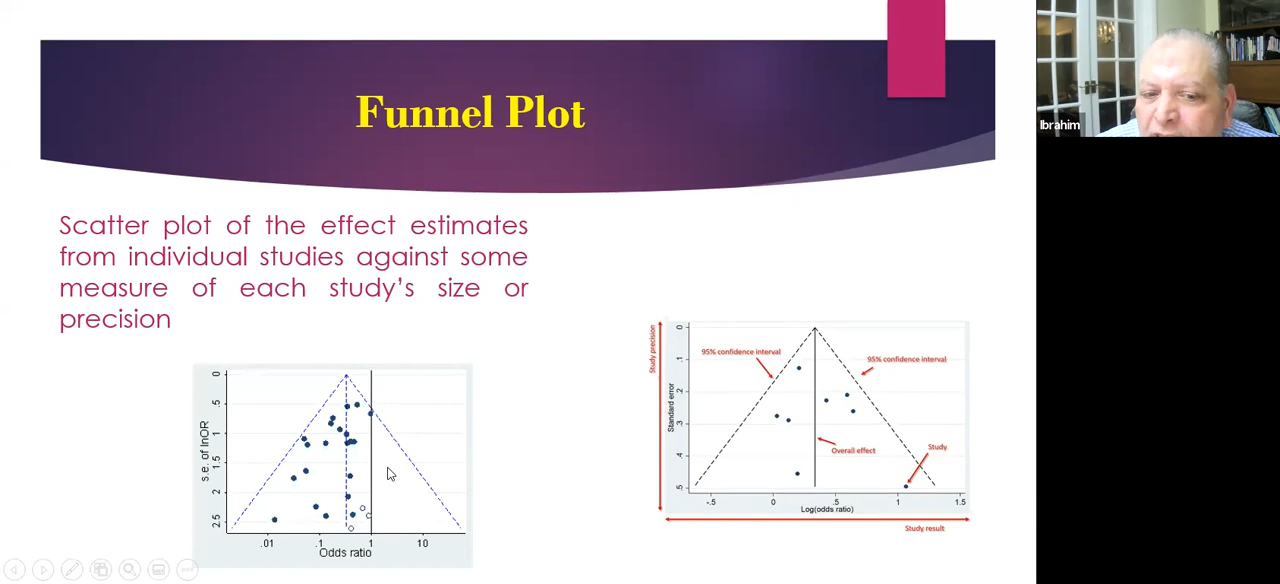 Funnel Plot
Ibrahim
Scatter plot of the effect estimates
from individual studies against some
measure of each study’s size or
precision
0
.5
1
1.5
2
2.5
s.e. of lnOR
.01
.1
1
10
Odds ratio
Study precision
Standard error
0
.1
.2
.3
.4
.5
95% confidence interval
95% confidence interval
Overall effect
Study
-.5
0
.5
1
1.5
Log(odds ratio)
Study result